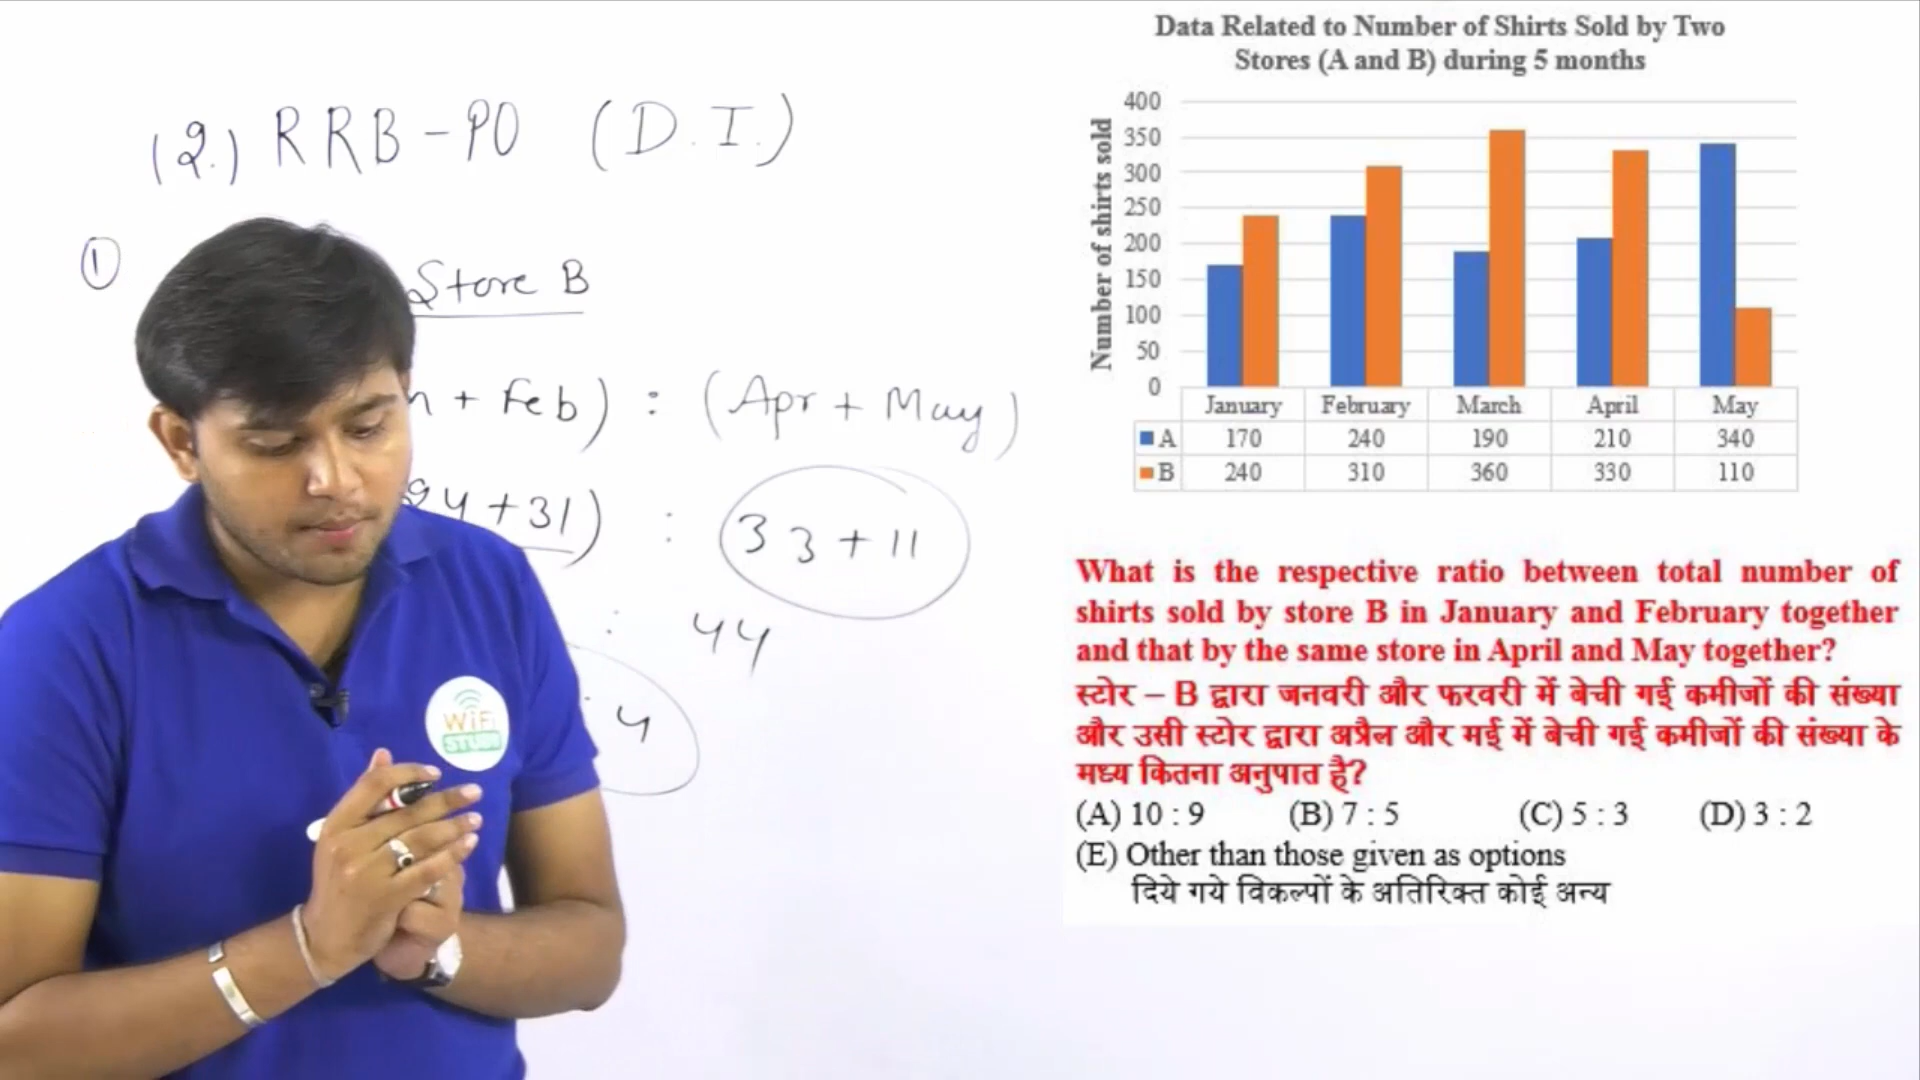 (2.) RRB-PO (D.I.)
① Store B
n + Feb) : (Apr + May)
24 + 31) : 33 + 11
: 44
: 4
WiFi
STUDY
Data Related to Number of Shirts Sold by Two
Stores (A and B) during 5 months
Number of shirts sold
400
350
300
250
200
150
100
50
0
January February March April May
A 170 240 190 210 340
B 240 310 360 330 110
What is the respective ratio between total number of
shirts sold by store B in January and February together
and that by the same store in April and May together?
स्टोर – B द्वारा जनवरी और फरवरी में बेची गई कमीजों की संख्या
और उसी स्टोर द्वारा अप्रैल और मई में बेची गई कमीजों की संख्या के
मध्य कितना अनुपात है?
(A) 10 : 9 (B) 7 : 5 (C) 5 : 3 (D) 3 : 2
(E) Other than those given as options
दिये गये विकल्पों के अतिरिक्त कोई अन्य